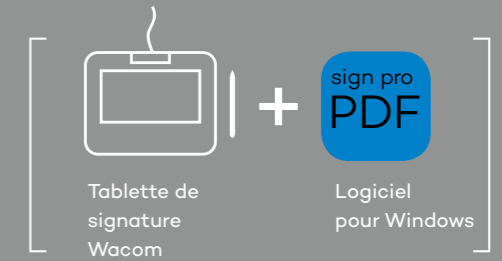 sign pro
PDF
Tablette de
signature
Wacom
Logiciel
pour Windows